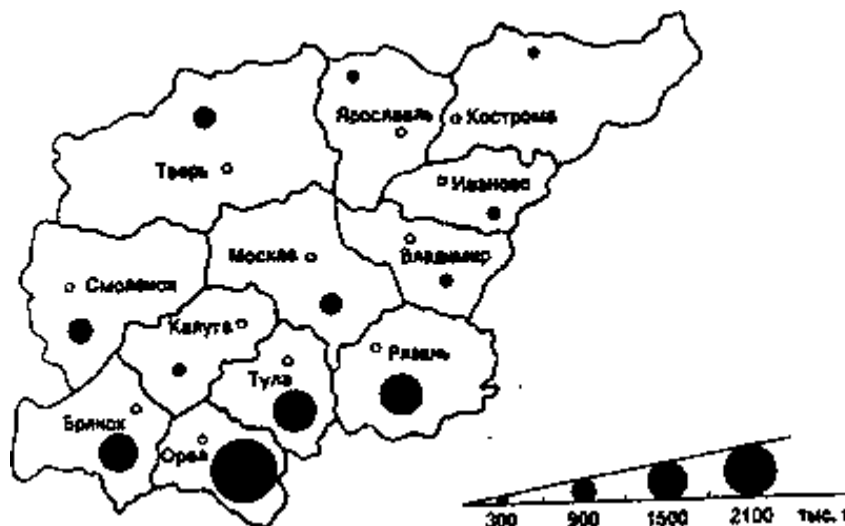 Ярославль
Кострома
Тверь
Иваново
Москва
Владимир
Смоленск
Калуга
Рязань
Тула
Брянск
Орел
300 900 1500 2100 тыс. т